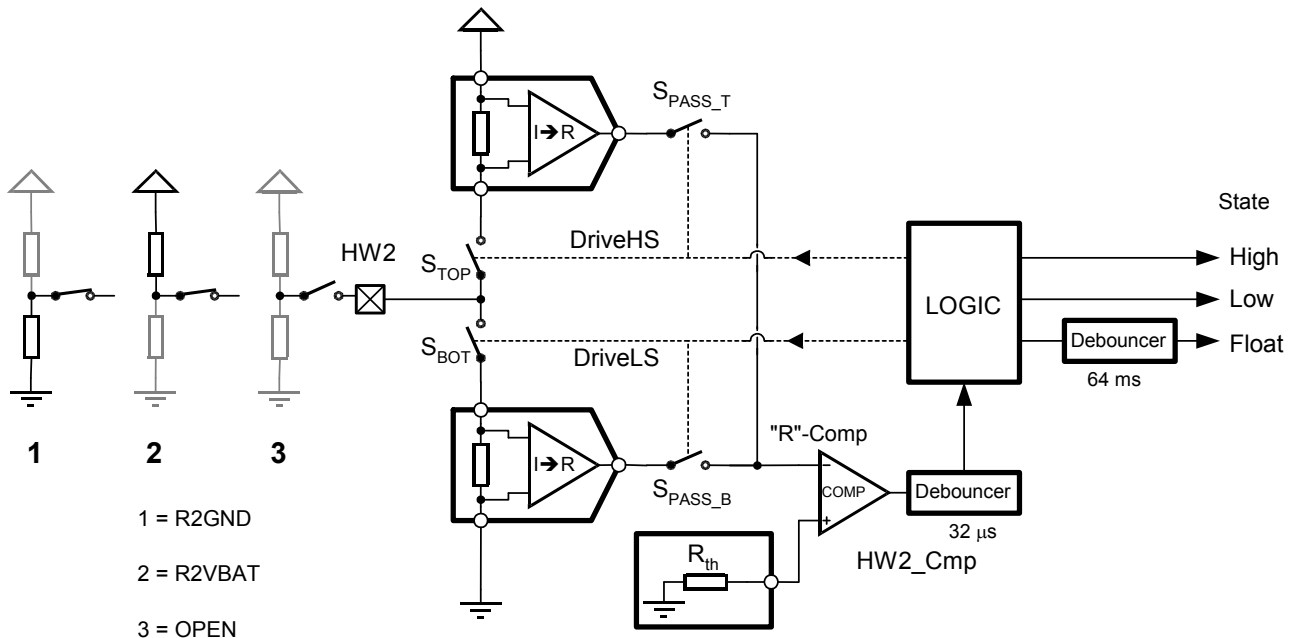 S_PASS_T
I➔R
State
HW2
DriveHS
High
S_TOP
LOGIC
Low
S_BOT
DriveLS
Debouncer
Float
64 ms
1
2
3
"R"-Comp
I➔R
−
COMP
Debouncer
S_PASS_B
+
32 μs
1 = R2GND
R_th
HW2_Cmp
2 = R2VBAT
3 = OPEN